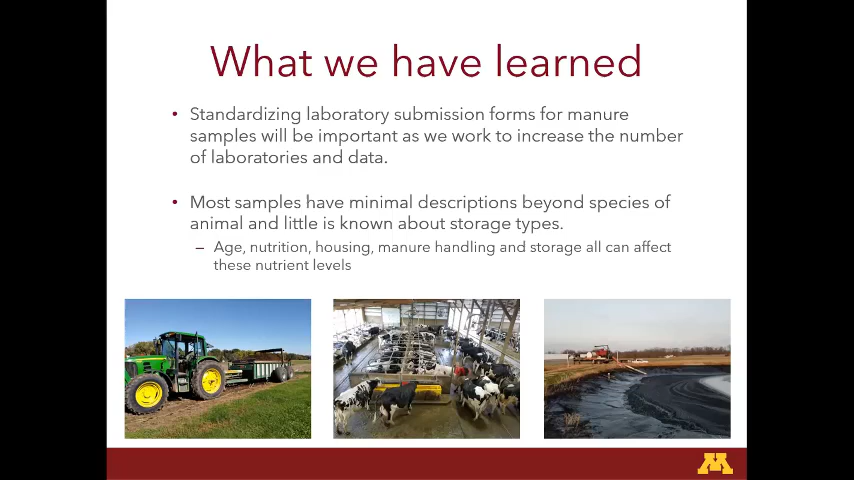 What we have learned
• Standardizing laboratory submission forms for manure
samples will be important as we work to increase the number
of laboratories and data.
• Most samples have minimal descriptions beyond species of
animal and little is known about storage types.
– Age, nutrition, housing, manure handling and storage all can affect
these nutrient levels
M